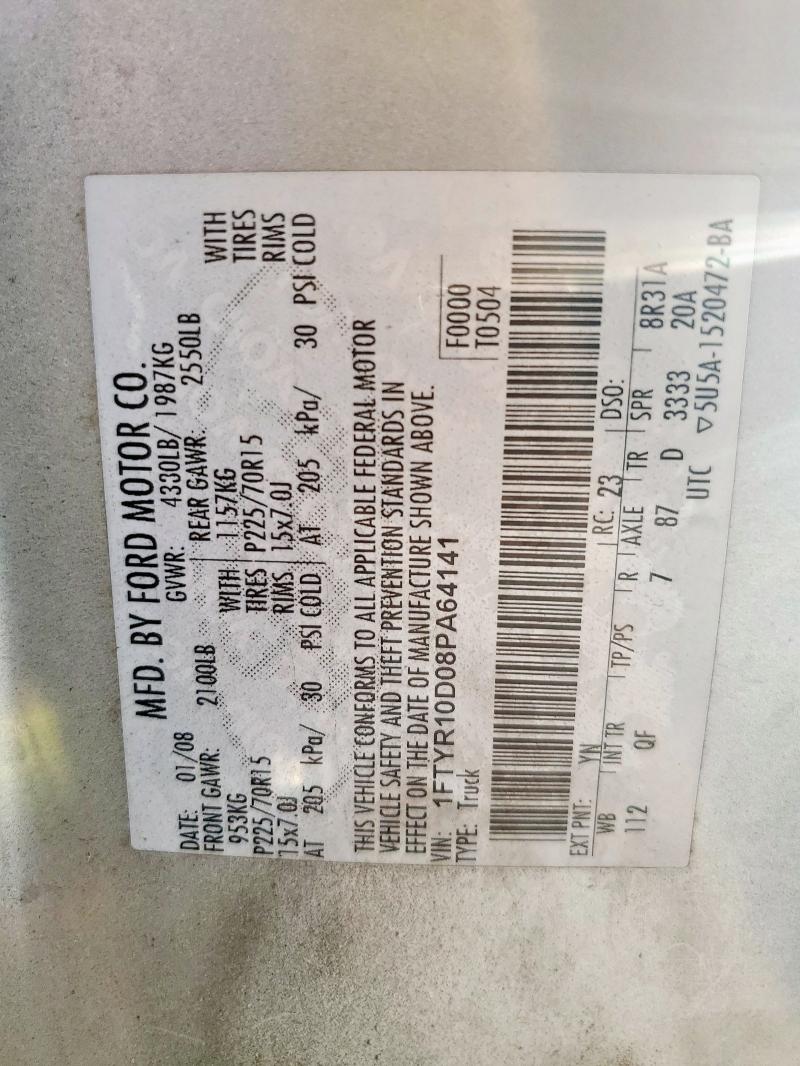 MFD. BY FORD MOTOR CO.
DATE: 01/08 GVWR: 4330LB/ 1987KG
FRONT GAWR: 2100LB REAR GAWR: 2550LB
953KG WITH 1157KG WITH
P225/70R15 TIRES P225/70R15 TIRES
15x7.0J RIMS 15x7.0J RIMS
AT 205 kPa/ 30 PSI COLD AT 205 kPa/ 30 PSI COLD
THIS VEHICLE CONFORMS TO ALL APPLICABLE FEDERAL MOTOR
VEHICLE SAFETY AND THEFT PREVENTION STANDARDS IN
EFFECT ON THE DATE OF MANUFACTURE SHOWN ABOVE.
VIN: 1FTYR10D08PA64141 F0000
TYPE: Truck T0504
EXT PNT: YN RC: 23 DSO:
WB INT TR TP/PS R AXLE TR SPR 8R31A
112 QF 7 87 D 3333 20A
UTC ▽5U5A-1520472-BA